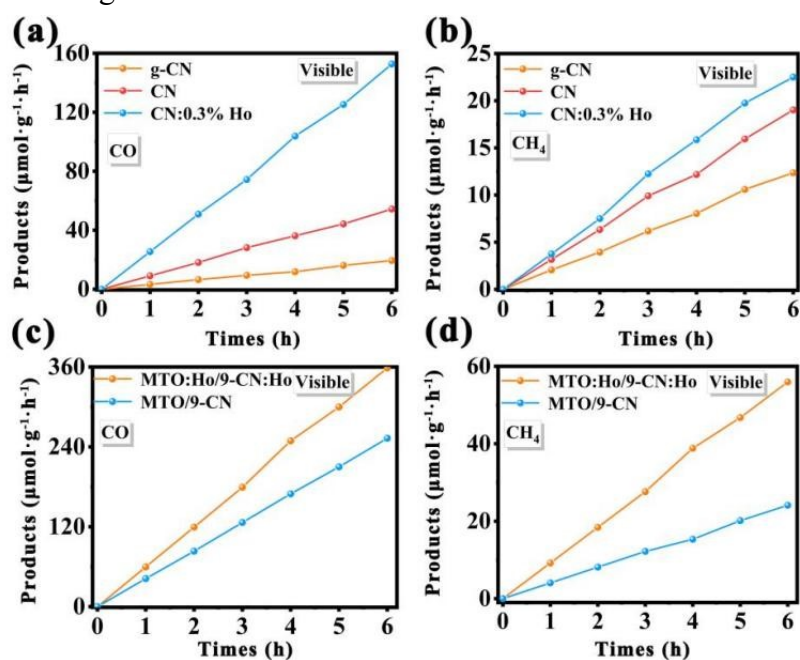 (a)
160
120
80
40
0
Products (μmol·g⁻¹·h⁻¹)
g-CN
CN
CN:0.3% Ho
Visible
CO
0 1 2 3 4 5 6
Times (h)
(b)
25
20
15
10
5
0
Products (μmol·g⁻¹·h⁻¹)
g-CN
CN
CN:0.3% Ho
Visible
CH₄
0 1 2 3 4 5 6
Times (h)
(c)
360
240
120
0
Products (μmol·g⁻¹·h⁻¹)
MTO:Ho/9-CN:Ho
MTO/9-CN
Visible
CO
0 1 2 3 4 5 6
Times (h)
(d)
60
40
20
0
Products (μmol·g⁻¹·h⁻¹)
MTO:Ho/9-CN:Ho
MTO/9-CN
Visible
CH₄
0 1 2 3 4 5 6
Times (h)